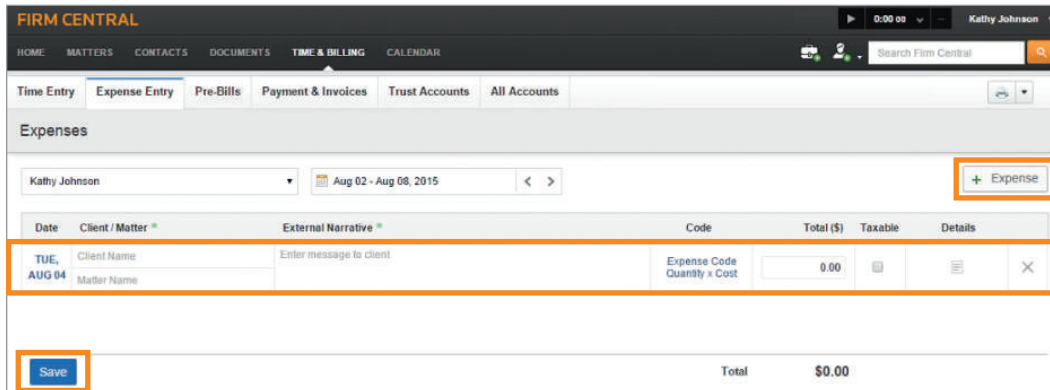 FIRM CENTRAL
0:00:00
Kathy Johnson
HOME MATTERS CONTACTS DOCUMENTS TIME & BILLING CALENDAR
Search Firm Central
Time Entry Expense Entry Pre-Bills Payment & Invoices Trust Accounts All Accounts
Expenses
Kathy Johnson Aug 02 - Aug 08, 2015 < >
+ Expense
Date Client / Matter * External Narrative * Code Total ($) Taxable Details
TUE, AUG 04
Client Name
Matter Name
Enter message to client
Expense Code
Quantity x Cost
0.00
Save Total $0.00